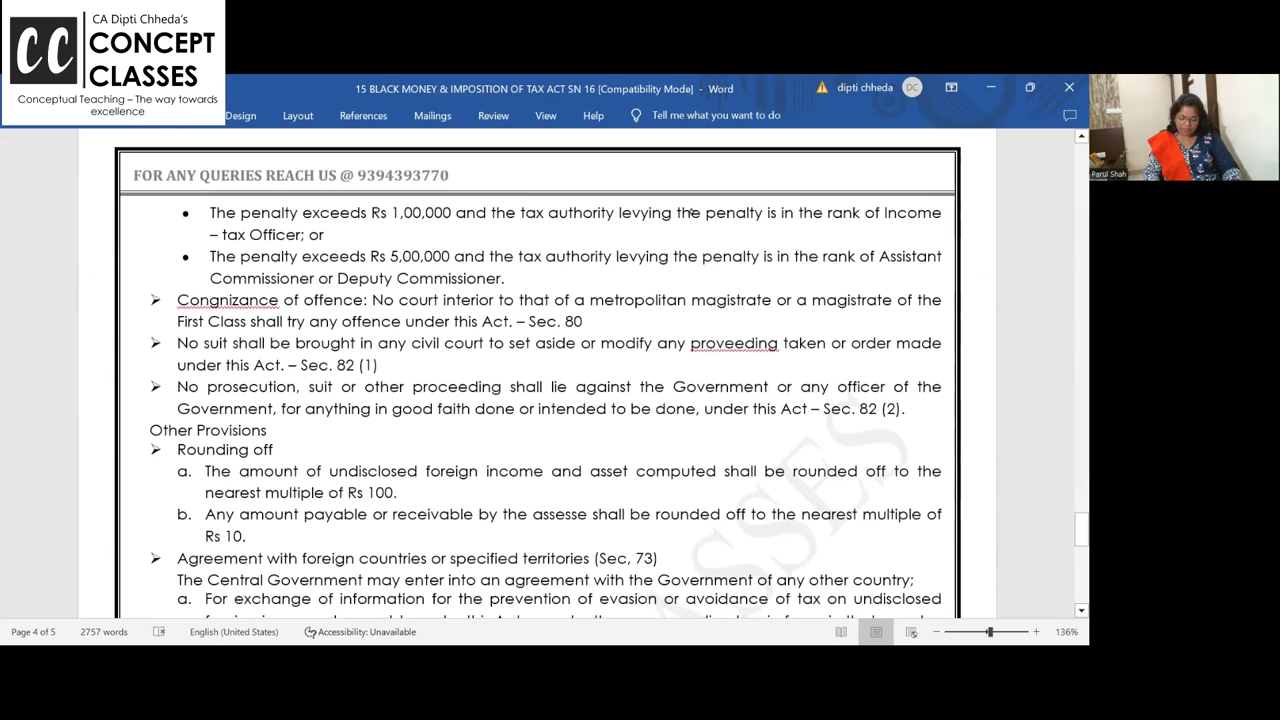 CA Dipti Chheda's
CC CONCEPT
CLASSES
Conceptual Teaching – The way towards
excellence
15 BLACK MONEY & IMPOSITION OF TAX ACT SN 16 [Compatibility Mode] - Word
dipti chheda DC
Design Layout References Mailings Review View Help Tell me what you want to do
Parul Shah
FOR ANY QUERIES REACH US @ 9394393770
• The penalty exceeds Rs 1,00,000 and the tax authority levying the penalty is in the rank of Income
– tax Officer; or
• The penalty exceeds Rs 5,00,000 and the tax authority levying the penalty is in the rank of Assistant
Commissioner or Deputy Commissioner.
➢ Congnizance of offence: No court interior to that of a metropolitan magistrate or a magistrate of the
First Class shall try any offence under this Act. – Sec. 80
➢ No suit shall be brought in any civil court to set aside or modify any proveeding taken or order made
under this Act. – Sec. 82 (1)
➢ No prosecution, suit or other proceeding shall lie against the Government or any officer of the
Government, for anything in good faith done or intended to be done, under this Act – Sec. 82 (2).
Other Provisions
➢ Rounding off
a. The amount of undisclosed foreign income and asset computed shall be rounded off to the
nearest multiple of Rs 100.
b. Any amount payable or receivable by the assesse shall be rounded off to the nearest multiple of
Rs 10.
➢ Agreement with foreign countries or specified territories (Sec, 73)
The Central Government may enter into an agreement with the Government of any other country;
a. For exchange of information for the prevention of evasion or avoidance of tax on undisclosed
ASSES
Page 4 of 5 2757 words English (United States) Accessibility: Unavailable 136%